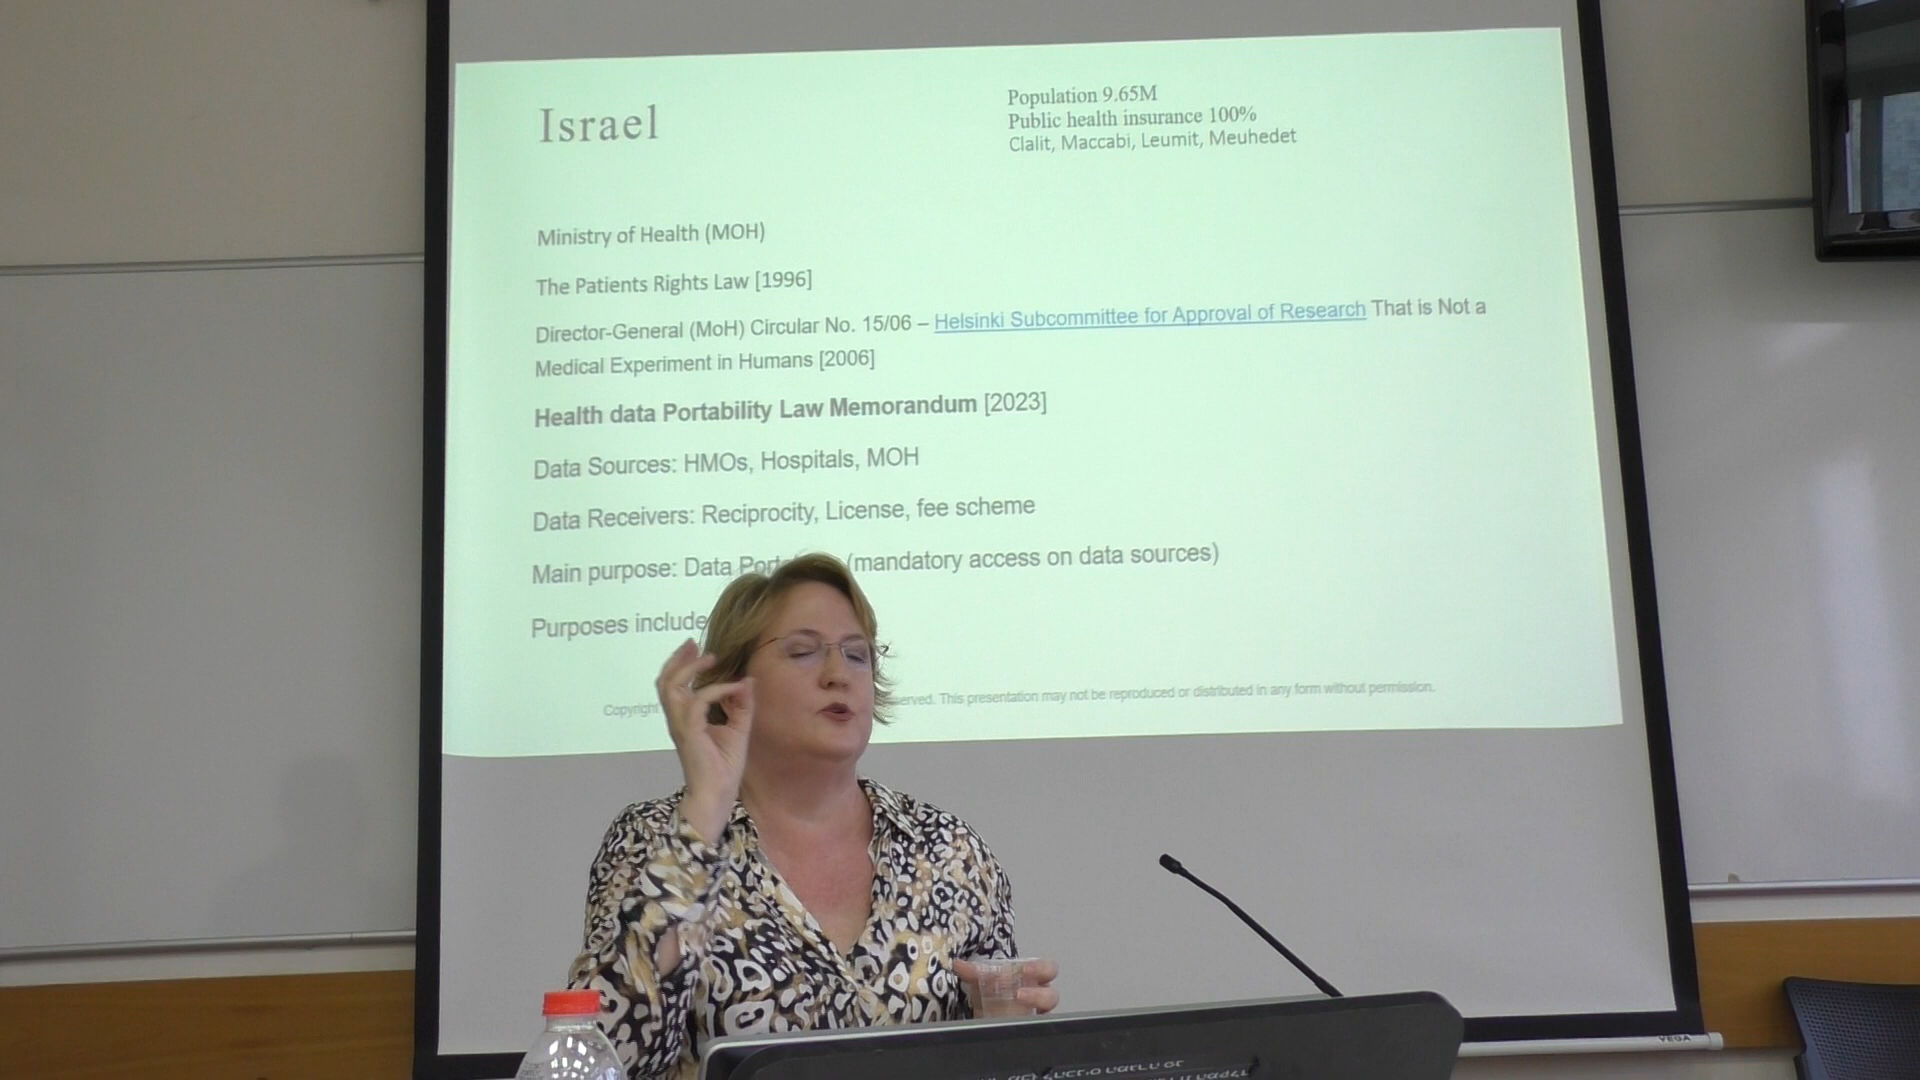 Israel
Population 9.65M
Public health insurance 100%
Clalit, Maccabi, Leumit, Meuhedet
Ministry of Health (MOH)
The Patients Rights Law [1996]
Director-General (MoH) Circular No. 15/06 – Helsinki Subcommittee for Approval of Research That is Not a
Medical Experiment in Humans [2006]
Health data Portability Law Memorandum [2023]
Data Sources: HMOs, Hospitals, MOH
Data Receivers: Reciprocity, License, fee scheme
Main purpose: Data (mandatory access on data sources)
Purposes include
Copyright This presentation may not be reproduced or distributed in any form without permission.
VEGA